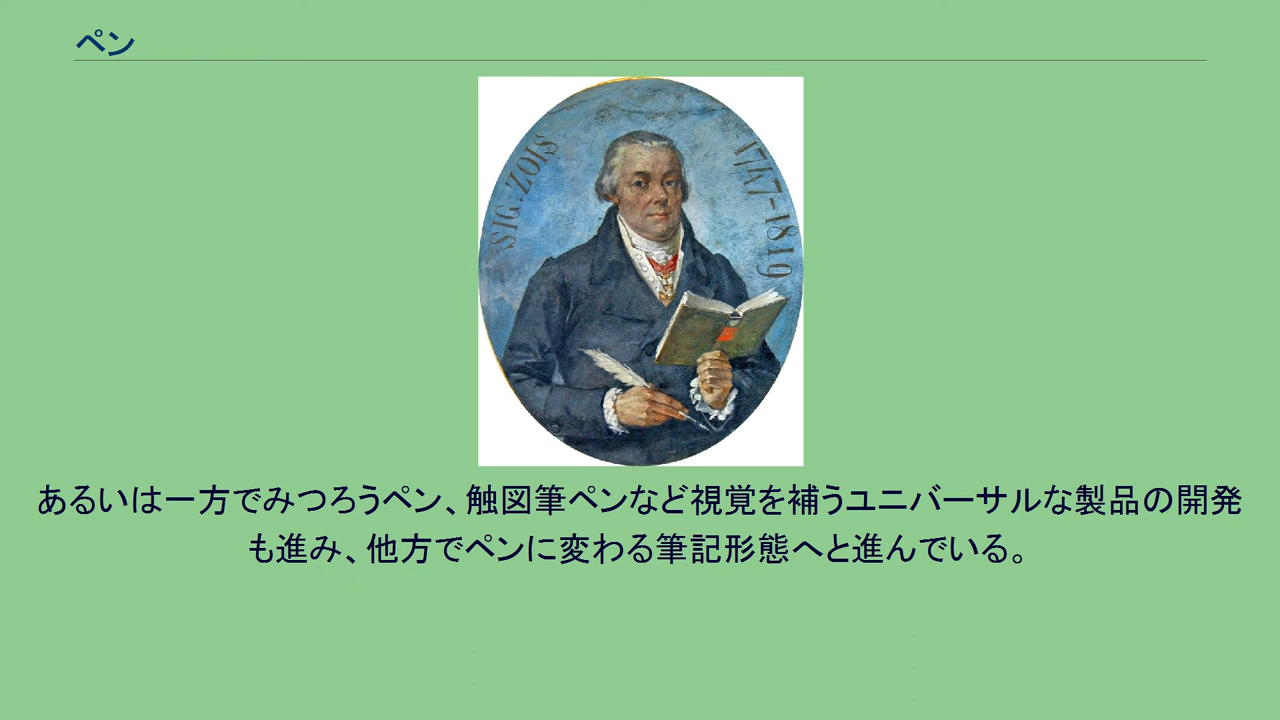 ペン
SIG. ZOIS
1747-1819
あるいは一方でみつろうペン、触図筆ペンなど視覚を補うユニバーサルな製品の開発
も進み、他方でペンに変わる筆記形態へと進んでいる。